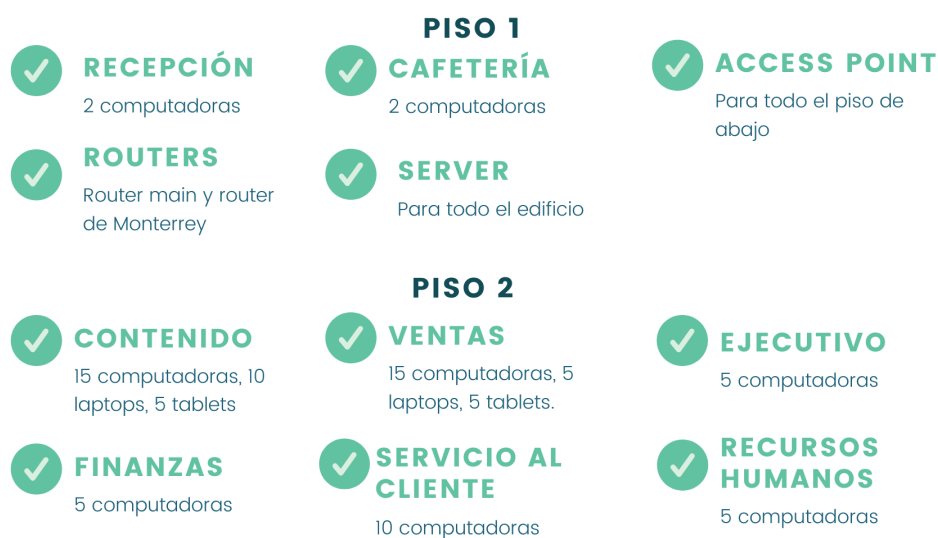 PISO 1
RECEPCIÓN
2 computadoras
CAFETERÍA
2 computadoras
ACCESS POINT
Para todo el piso de
abajo
ROUTERS
Router main y router
de Monterrey
SERVER
Para todo el edificio
PISO 2
CONTENIDO
15 computadoras, 10
laptops, 5 tablets
VENTAS
15 computadoras, 5
laptops, 5 tablets.
EJECUTIVO
5 computadoras
FINANZAS
5 computadoras
SERVICIO AL
CLIENTE
10 computadoras
RECURSOS
HUMANOS
5 computadoras